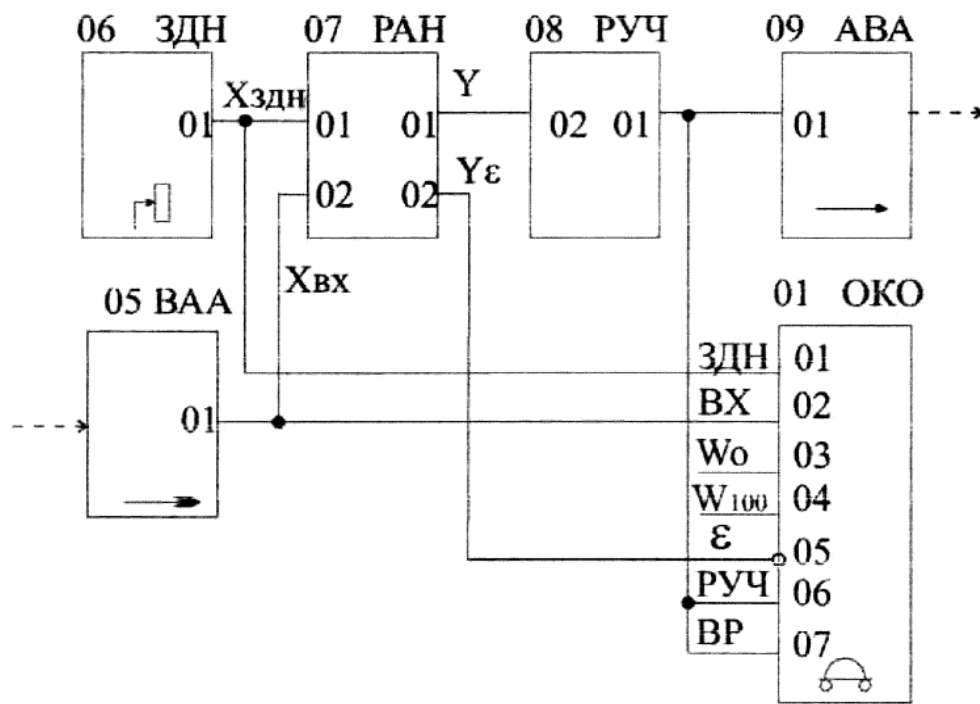 06 ЗДН 07 РАН 08 РУЧ 09 АВА
Xздн Y
01 01 01 02 01 01
Yε
02 02
Xвх
05 ВАА 01 ОКО
ЗДН 01
01 ВХ 02
Wo 03
W100 04
ε 05
РУЧ 06
ВР 07